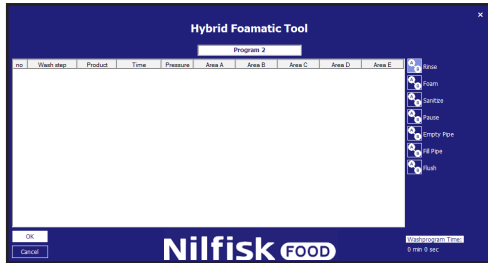 ×
Hybrid Foamatic Tool
Program 2
no Wash step Product Time Pressure Area A Area B Area C Area D Area E
A B Rinse
A B Foam
A B Sanitize
A B Pause
A B Empty Pipe
A B Fill Pipe
A B Flush
OK
Cancel
Nilfisk FOOD
Washprogram Time:
0 min 0 sec